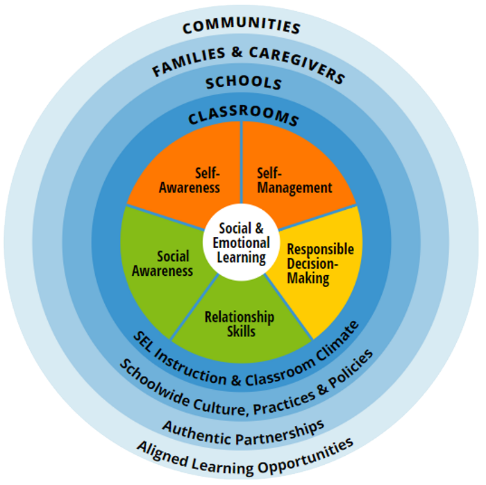 COMMUNITIES
FAMILIES & CAREGIVERS
SCHOOLS
CLASSROOMS
Self-
Awareness
Self-
Management
Social &
Emotional
Learning
Social
Awareness
Responsible
Decision-
Making
Relationship
Skills
SEL Instruction & Classroom Climate
Schoolwide Culture, Practices & Policies
Authentic Partnerships
Aligned Learning Opportunities